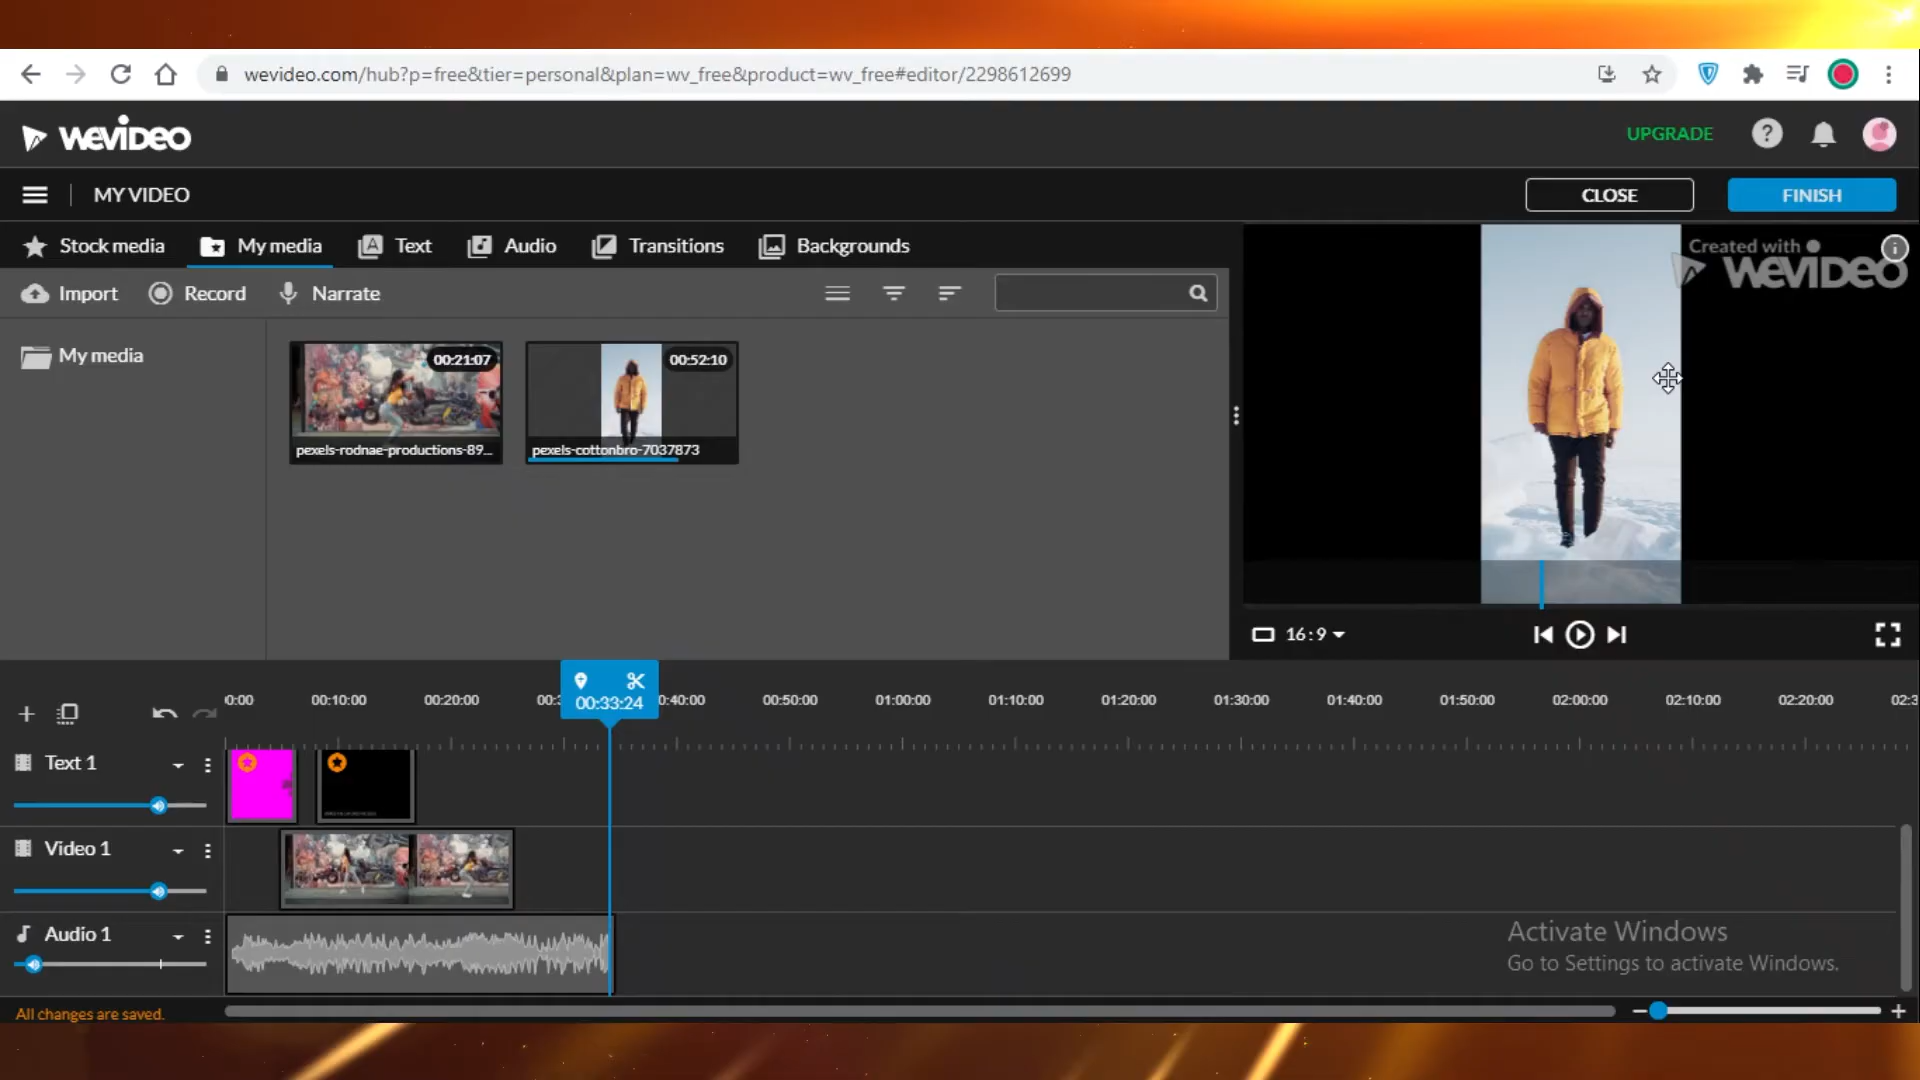 wevideo.com/hub?p=free&tier=personal&plan=wv_free&product=wv_free#editor/2298612699
WEVIDEO
UPGRADE
MY VIDEO
CLOSE
FINISH
Stock media
My media
Text
Audio
Transitions
Backgrounds
Import
Record
Narrate
My media
00:21:07
pexels-rodnae-productions-89...
00:52:10
pexels-cottonbro-7037873
Created with
WEVIDEO
16:9
0:00
00:10:00
00:20:00
00:3
00:33:24
0:40:00
00:50:00
01:00:00
01:10:00
01:20:00
01:30:00
01:40:00
01:50:00
02:00:00
02:10:00
02:20:00
02:3
Text 1
Video 1
Audio 1
Activate Windows
Go to Settings to activate Windows.
All changes are saved.